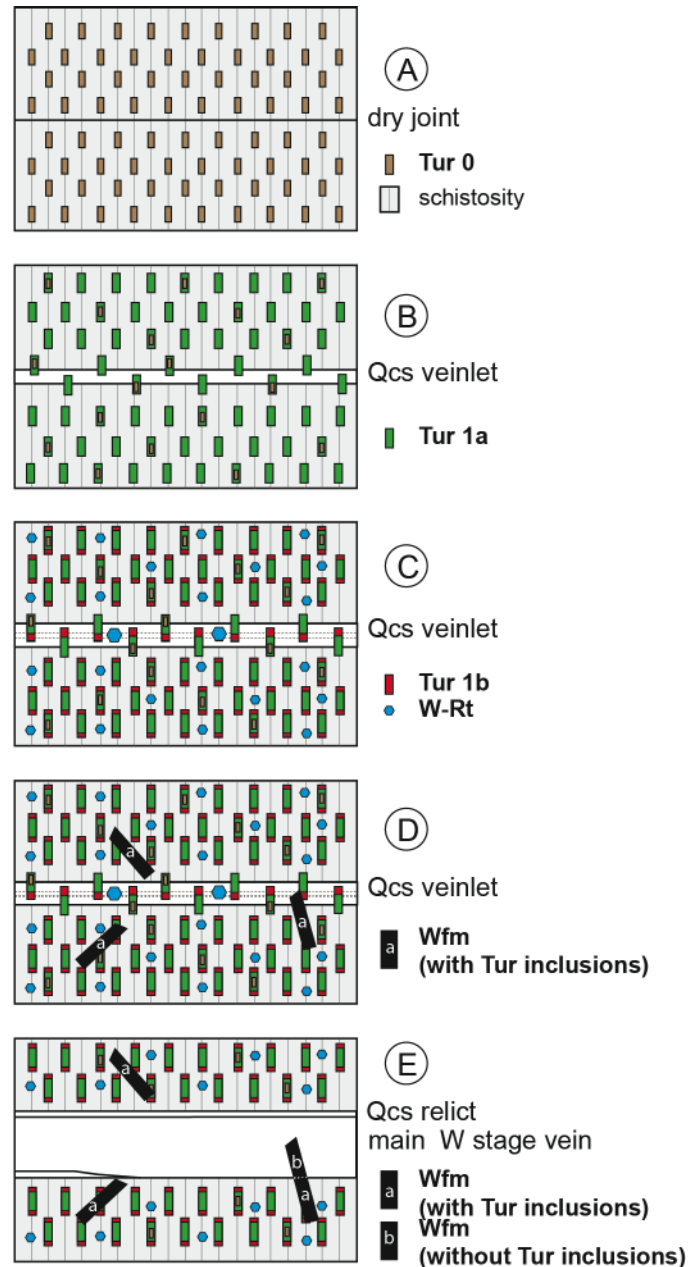 A
dry joint
Tur 0
schistosity
B
Qcs veinlet
Tur 1a
C
Qcs veinlet
Tur 1b
W-Rt
D
a
Qcs veinlet
a
a
a
Wfm
(with Tur inclusions)
E
a
Qcs relict
main W stage vein
b
a
a
a
Wfm
(with Tur inclusions)
b
Wfm
(without Tur inclusions)